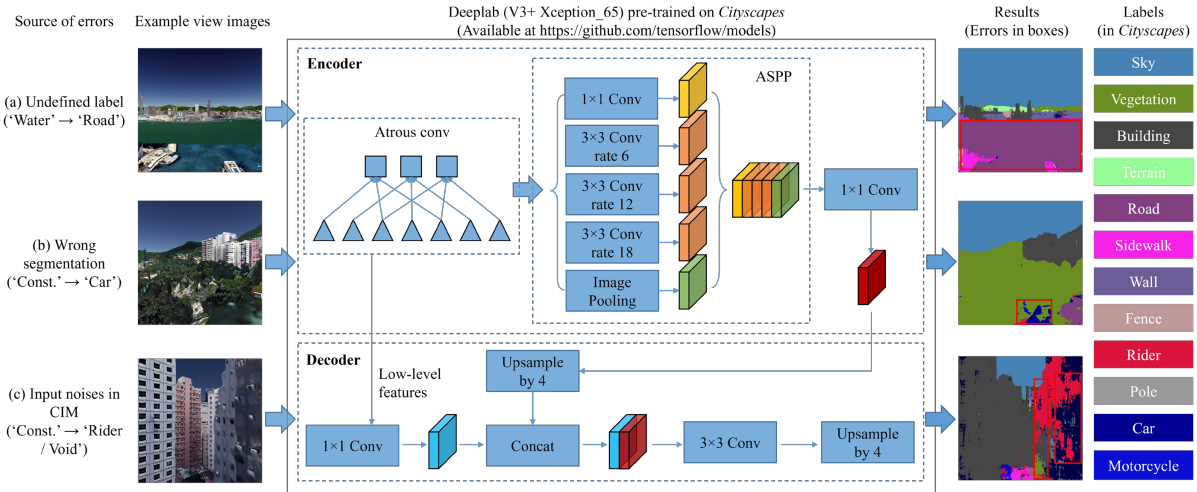 Source of errors
Example view images
Deeplab (V3+ Xception_65) pre-trained on Cityscapes
(Available at https://github.com/tensorflow/models)
Results
(Errors in boxes)
Labels
(in Cityscapes)
(a) Undefined label
('Water' → 'Road')
(b) Wrong
segmentation
('Const.' → 'Car')
(c) Input noises in
CIM
('Const.' → 'Rider
/ Void')
Encoder
Atrous conv
ASPP
1×1 Conv
3×3 Conv
rate 6
3×3 Conv
rate 12
3×3 Conv
rate 18
Image
Pooling
1×1 Conv
Decoder
Low-level
features
Upsample
by 4
1×1 Conv
Concat
3×3 Conv
Upsample
by 4
Sky
Vegetation
Building
Terrain
Road
Sidewalk
Wall
Fence
Rider
Pole
Car
Motorcycle